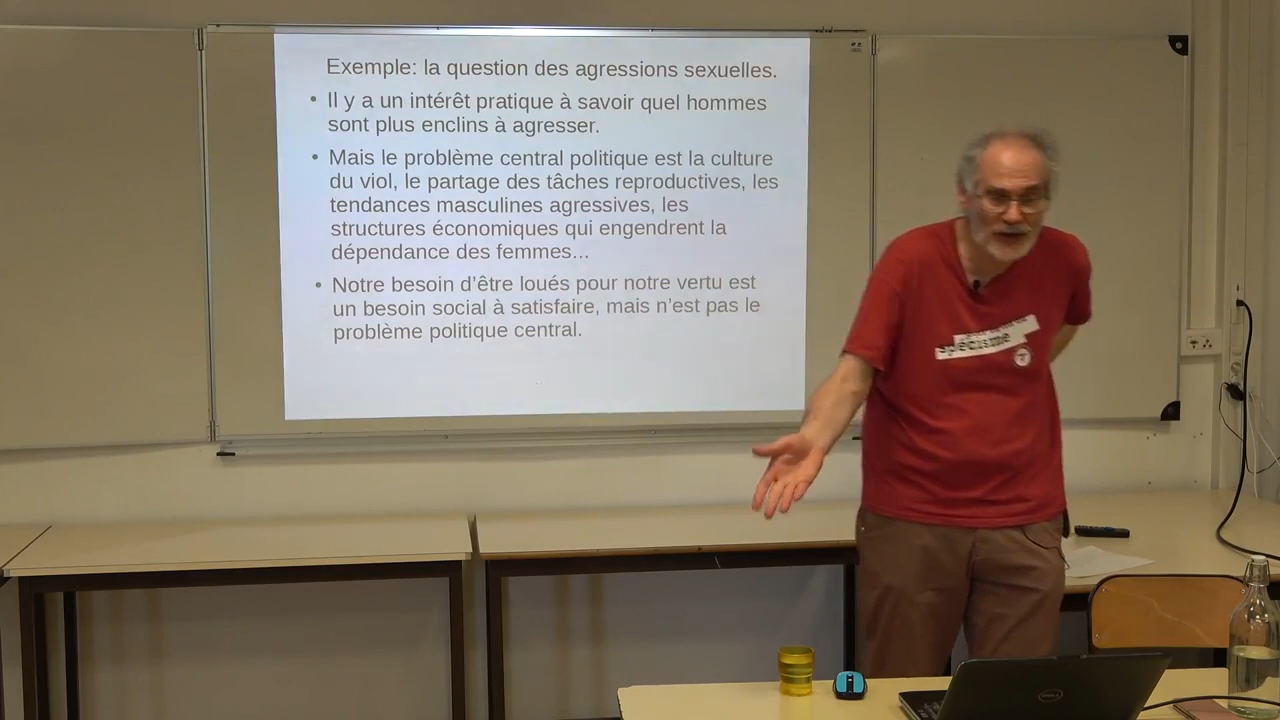 Exemple: la question des agressions sexuelles.
• Il y a un intérêt pratique à savoir quel hommes
sont plus enclins à agresser.
• Mais le problème central politique est la culture
du viol, le partage des tâches reproductives, les
tendances masculines agressives, les
structures économiques qui engendrent la
dépendance des femmes...
• Notre besoin d'être loués pour notre vertu est
un besoin social à satisfaire, mais n'est pas le
problème politique central.
spécisme
DELL